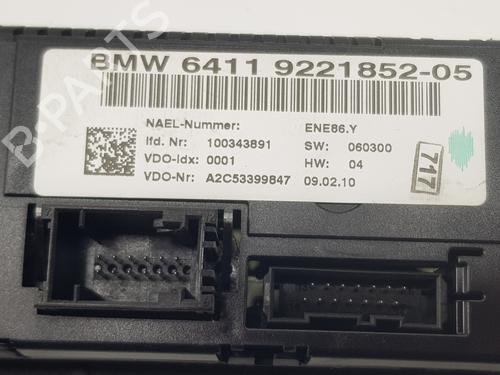 BMW 6411 9221852-05
NAEL-Nummer: ENE86.Y
lfd. Nr: 100343891 SW: 060300
VDO-Idx: 0001 HW: 04
VDO-Nr: A2C53399847 09.02.10
717
B-PARTS